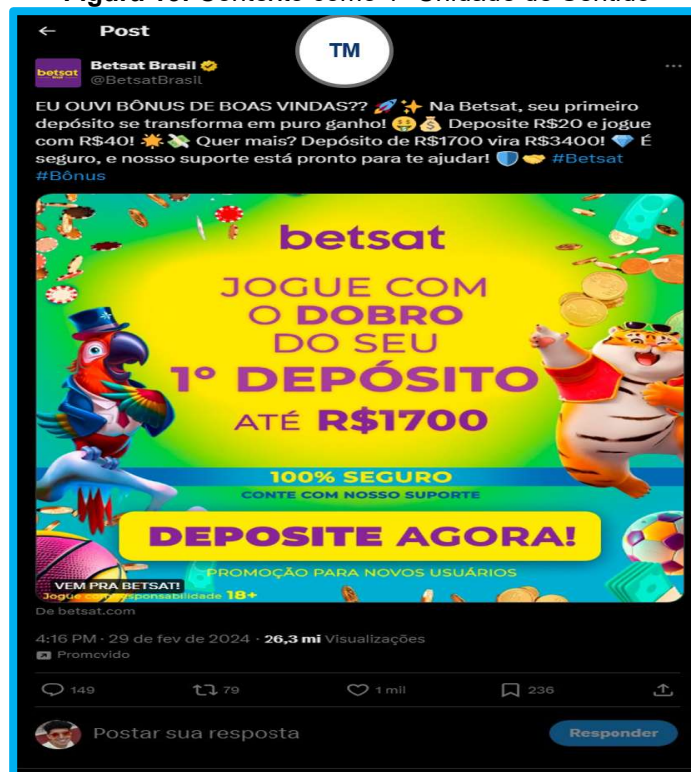 Post
TM
betsat
Betsat Brasil
@BetsatBrasil
EU OUVI BÔNUS DE BOAS VINDAS?? 🚀✨ Na Betsat, seu primeiro
depósito se transforma em puro ganho! 🤑💰 Deposite R$20 e jogue
com R$40! 🌟💸 Quer mais? Depósito de R$1700 vira R$3400! 💎 É
seguro, e nosso suporte está pronto para te ajudar! 🛡️🤝 #Betsat
#Bônus
betsat
JOGUE COM
O DOBRO
DO SEU
1º DEPÓSITO
ATÉ R$1700
100% SEGURO
CONTE COM NOSSO SUPORTE
DEPOSITE AGORA!
PROMOÇÃO PARA NOVOS USUÁRIOS
VEM PRA BETSAT!
Jogue com responsabilidade 18+
De betsat.com
4:16 PM · 29 de fev de 2024 · 26,3 mi Visualizações
Promovido
149 79 1 mil 236
Postar sua resposta
Responder